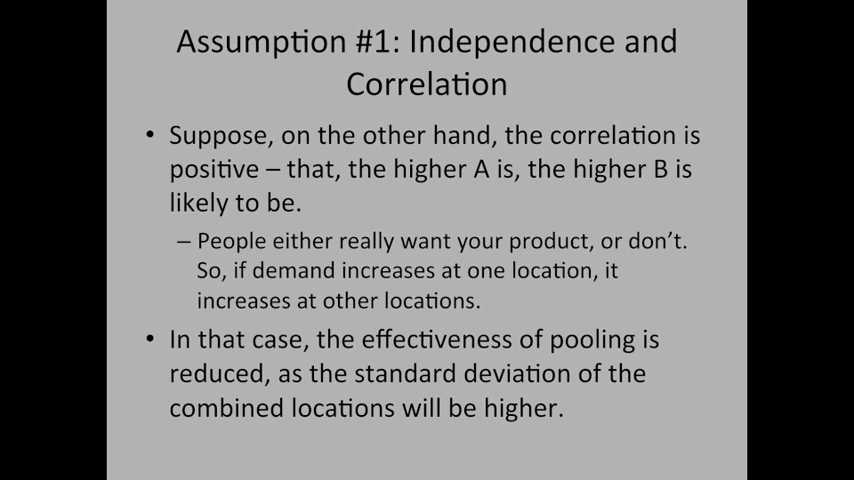 Assumption #1: Independence and
Correlation
• Suppose, on the other hand, the correlation is
positive – that, the higher A is, the higher B is
likely to be.
– People either really want your product, or don’t.
So, if demand increases at one location, it
increases at other locations.
• In that case, the effectiveness of pooling is
reduced, as the standard deviation of the
combined locations will be higher.